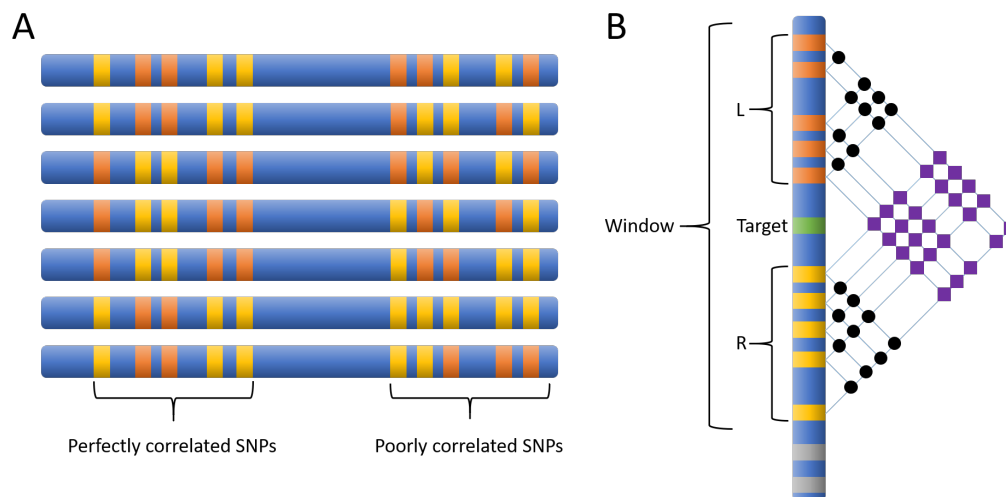 A
B
L
Window
Target
R
Perfectly correlated SNPs
Poorly correlated SNPs